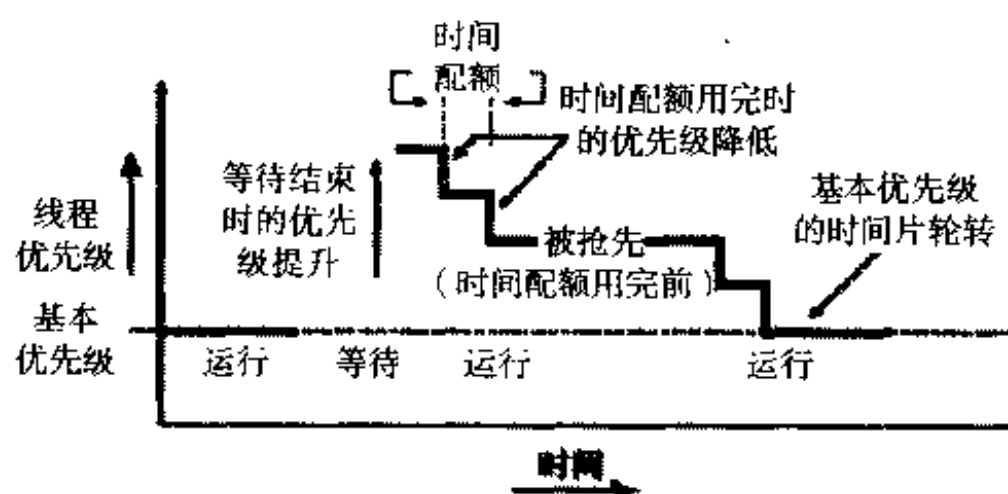 时间
配额
时间配额用完时
的优先级降低
等待结束
时的优先
级提升
基本优先级
的时间片轮转
线程
优先级
被抢先
(时间配额用完前)
基本
优先级
运行
等待
运行
运行
时间